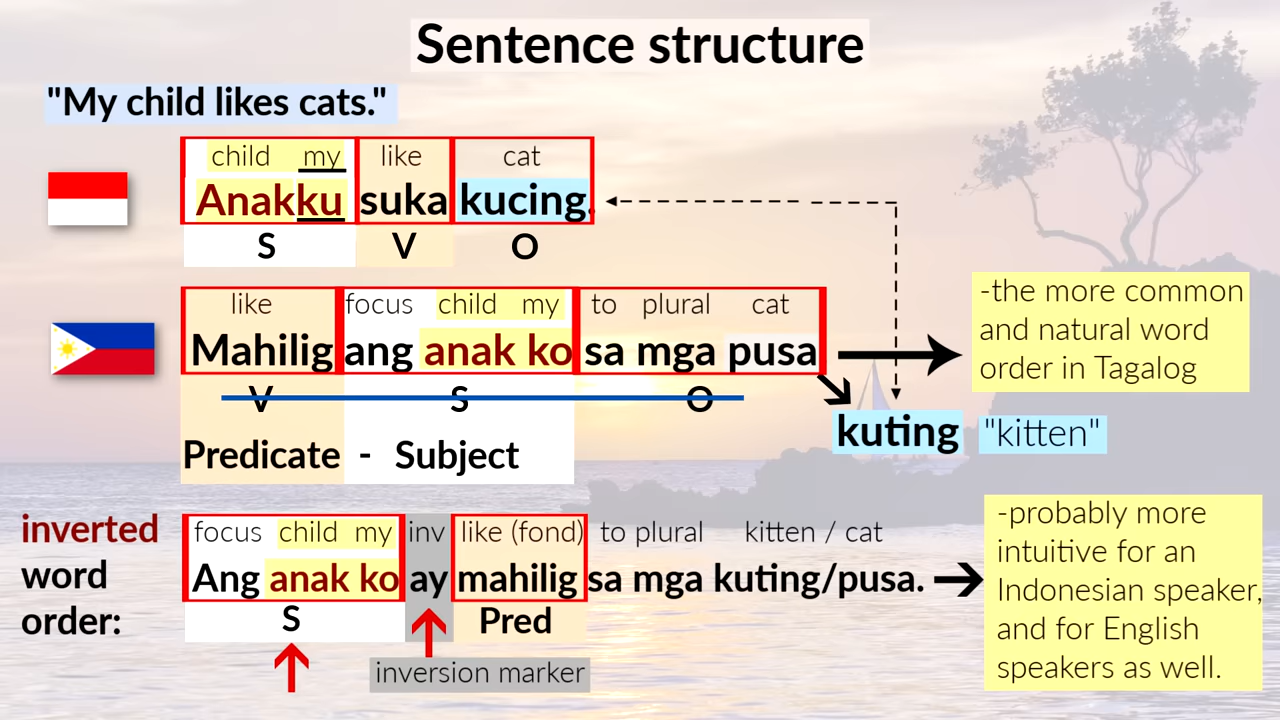 Sentence structure
"My child likes cats."
child my like cat
Anakku suka kucing.
S V O
like focus child my to plural cat
Mahilig ang anak ko sa mga pusa
V S O
Predicate - Subject
-the more common
and natural word
order in Tagalog
kuting "kitten"
inverted
word
order:
focus child my inv like (fond) to plural kitten / cat
Ang anak ko ay mahilig sa mga kuting/pusa.
S Pred
inversion marker
-probably more
intuitive for an
Indonesian speaker,
and for English
speakers as well.